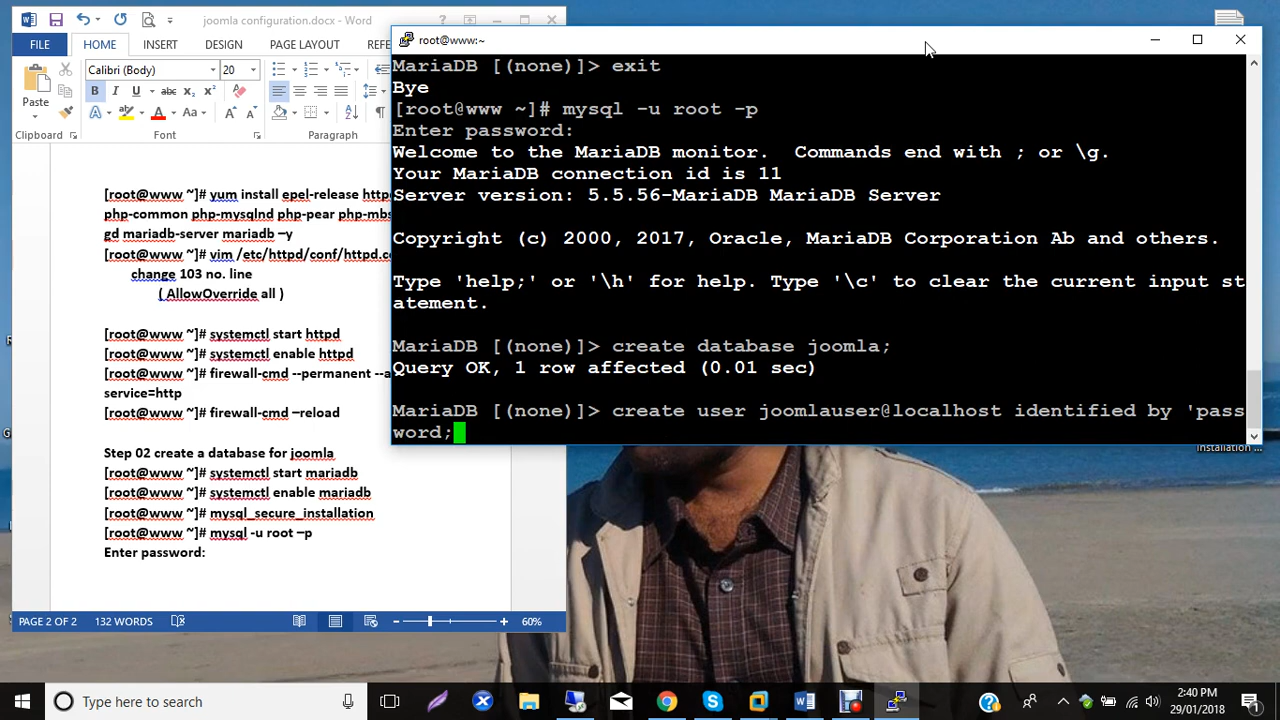 joomla configuration.docx - Word
FILE HOME INSERT DESIGN PAGE LAYOUT
Calibri (Body) 20
Paste
Clipboard Font
[root@www ~]# yum install epel-release
php-common php-mysqlnd php-pear
gd mariadb-server mariadb –y
[root@www ~]# vim /etc/httpd/conf/
change 103 no. line
( AllowOverride all )
[root@www ~]# systemctl start httpd
[root@www ~]# systemctl enable httpd
[root@www ~]# firewall-cmd --permanent
service=http
[root@www ~]# firewall-cmd –reload
Step 02 create a database for joomla
[root@www ~]# systemctl start mariadb
[root@www ~]# systemctl enable mariadb
[root@www ~]# mysql_secure_installation
[root@www ~]# mysql -u root –p
Enter password:
PAGE 2 OF 2 132 WORDS 60%
root@www:~
MariaDB [(none)]> exit
Bye
[root@www ~]# mysql -u root -p
Enter password:
Welcome to the MariaDB monitor.  Commands end with ; or \g.
Your MariaDB connection id is 11
Server version: 5.5.56-MariaDB MariaDB Server
Copyright (c) 2000, 2017, Oracle, MariaDB Corporation Ab and others.
Type 'help;' or '\h' for help. Type '\c' to clear the current input st
atement.
MariaDB [(none)]> create database joomla;
Query OK, 1 row affected (0.01 sec)
MariaDB [(none)]> create user joomlauser@localhost identified by 'pass
word;
Installation ...
Type here to search
2:40 PM
29/01/2018